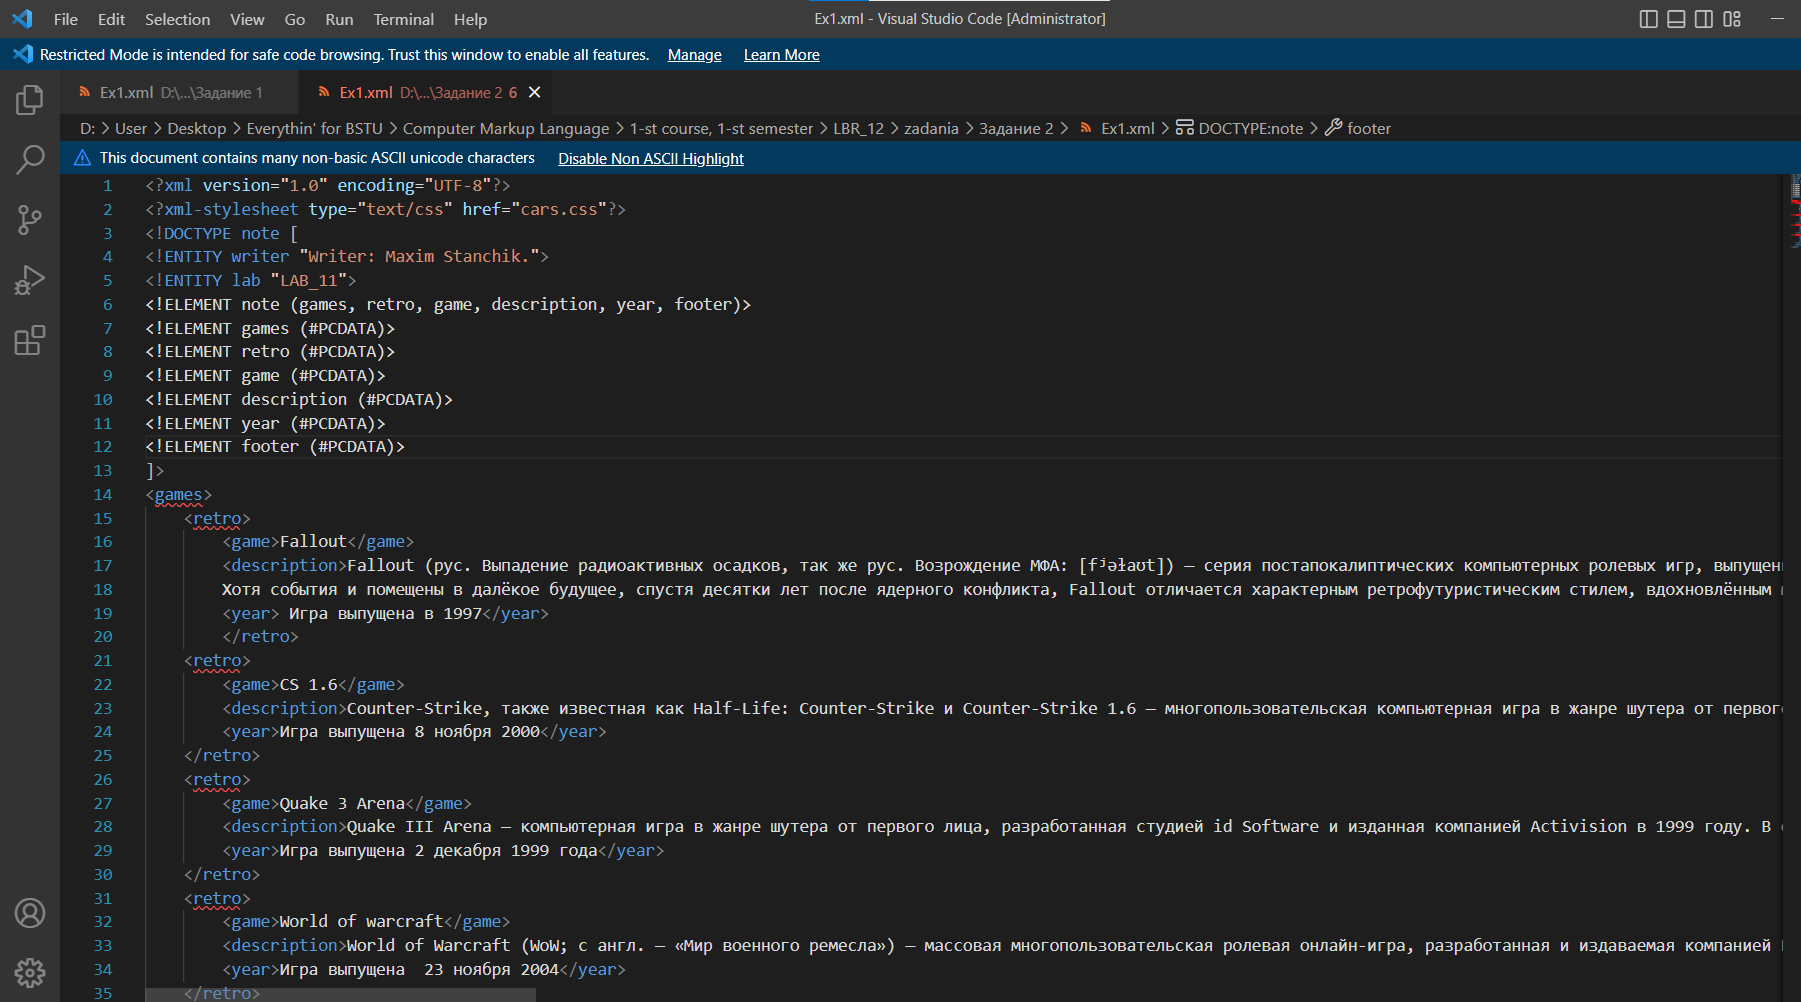 File Edit Selection View Go Run Terminal Help
Ex1.xml - Visual Studio Code [Administrator]
Restricted Mode is intended for safe code browsing. Trust this window to enable all features. Manage Learn More
Ex1.xml D:\...\Задание 1
Ex1.xml D:\...\Задание 2 6
D: > User > Desktop > Everythin' for BSTU > Computer Markup Language > 1-st course, 1-st semester > LBR_12 > zadania > Задание 2 > Ex1.xml > DOCTYPE:note > footer
This document contains many non-basic ASCII unicode characters Disable Non ASCII Highlight
1 <?xml version="1.0" encoding="UTF-8"?>
2 <?xml-stylesheet type="text/css" href="cars.css"?>
3 <!DOCTYPE note [
4 <!ENTITY writer "Writer: Maxim Stanchik.">
5 <!ENTITY lab "LAB_11">
6 <!ELEMENT note (games, retro, game, description, year, footer)>
7 <!ELEMENT games (#PCDATA)>
8 <!ELEMENT retro (#PCDATA)>
9 <!ELEMENT game (#PCDATA)>
10 <!ELEMENT description (#PCDATA)>
11 <!ELEMENT year (#PCDATA)>
12 <!ELEMENT footer (#PCDATA)>
13 ]>
14 <games>
15 <retro>
16 <game>Fallout</game>
17 <description>Fallout (рус. Выпадение радиоактивных осадков, так же рус. Возрождение МФА: [fʲəɫaʊt]) — серия постапокалиптических компьютерных ролевых игр,
18 Хотя события и помещены в далёкое будущее, спустя десятки лет после ядерного конфликта, Fallout отличается характерным ретрофутуристическим стилем, вдохновлённым
19 <year> Игра выпущена в 1997</year>
20 </retro>
21 <retro>
22 <game>CS 1.6</game>
23 <description>Counter-Strike, также известная как Half-Life: Counter-Strike и Counter-Strike 1.6 — многопользовательская компьютерная игра в жанре шутера от
24 <year>Игра выпущена 8 ноября 2000</year>
25 </retro>
26 <retro>
27 <game>Quake 3 Arena</game>
28 <description>Quake III Arena — компьютерная игра в жанре шутера от первого лица, разработанная студией id Software и изданная компанией Activision в 1999 году. В
29 <year>Игра выпущена 2 декабря 1999 года</year>
30 </retro>
31 <retro>
32 <game>World of warcraft</game>
33 <description>World of Warcraft (WoW; с англ. — «Мир военного ремесла») — массовая многопользовательская ролевая онлайн-игра, разработанная и издаваемая компанией
34 <year>Игра выпущена  23 ноября 2004</year>
35 </retro>